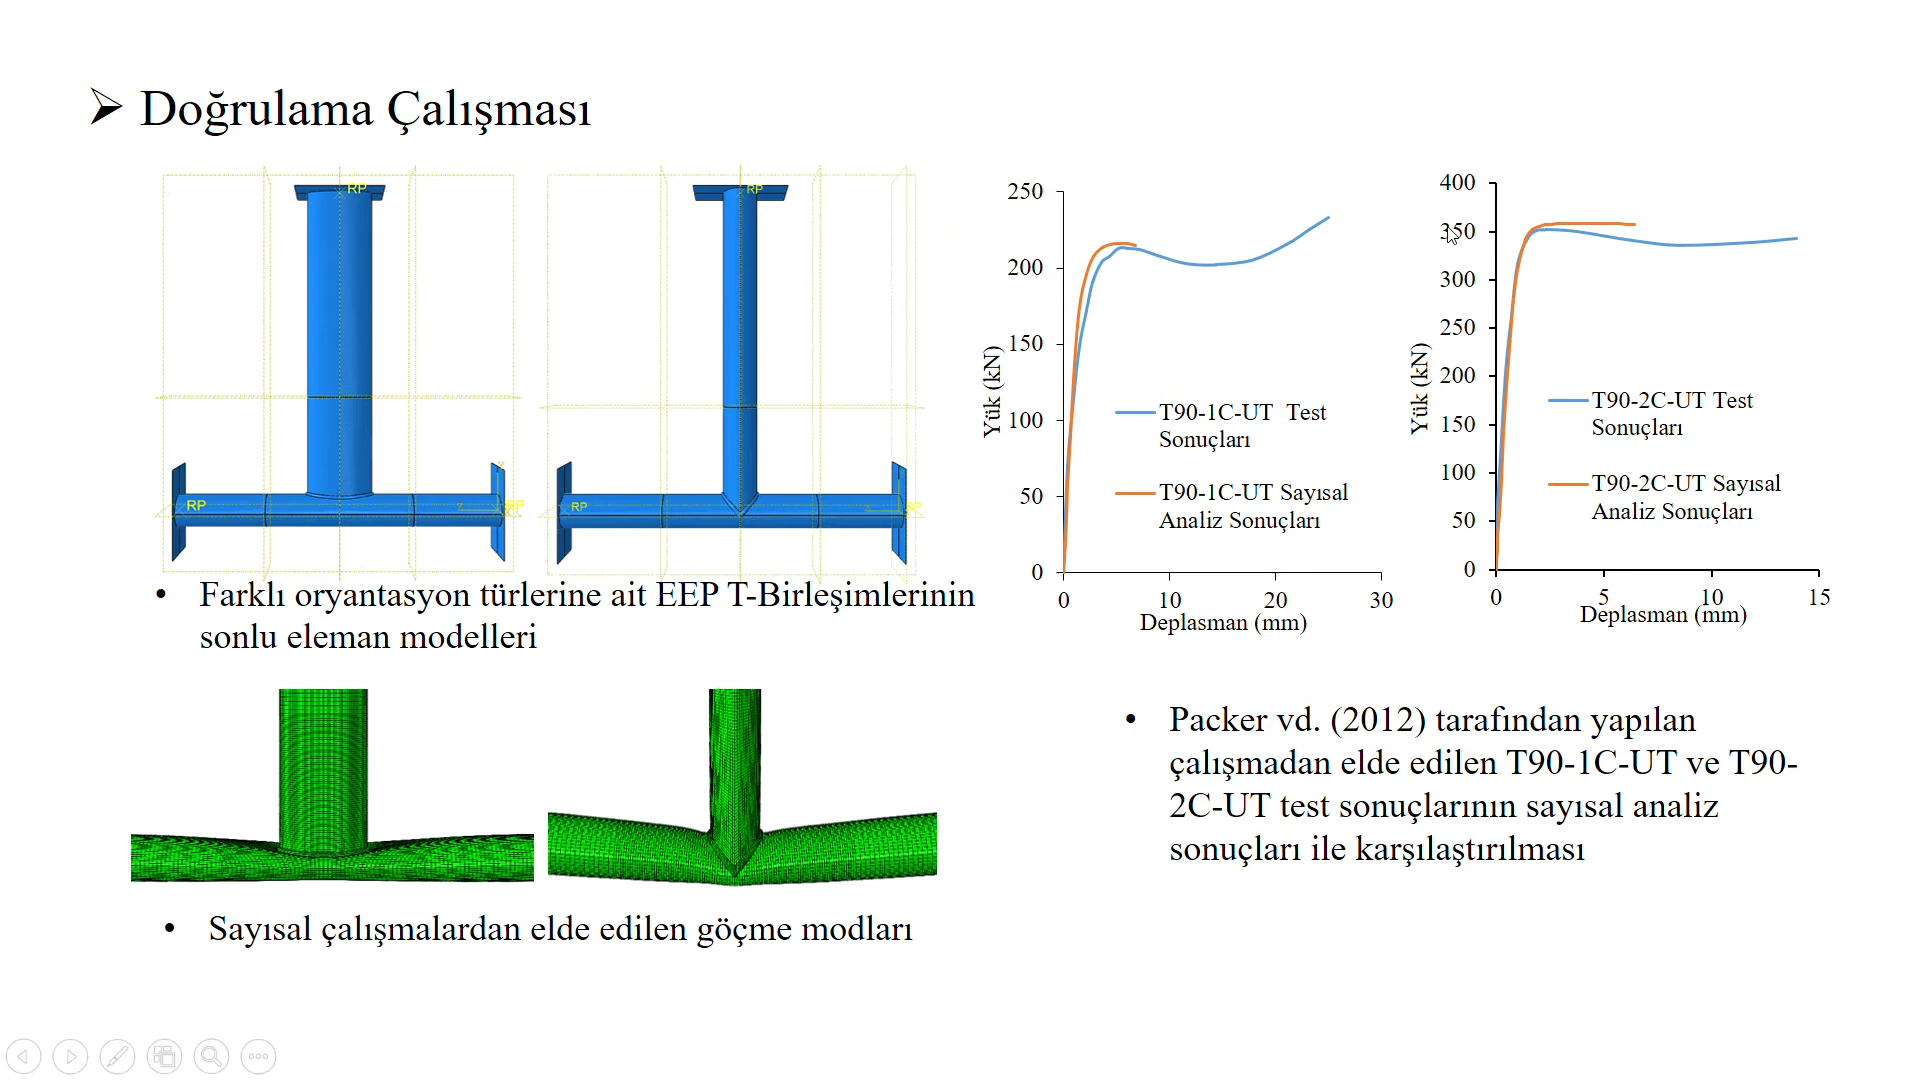 ➢ Doğrulama Çalışması
RP
RP
RP
RP
RP
RP
• Farklı oryantasyon türlerine ait EEP T-Birleşimlerinin
sonlu eleman modelleri
• Sayısal çalışmalardan elde edilen göçme modları
Yük (kN)
250
200
150
100
50
0
0 10 20 30
Deplasman (mm)
T90-1C-UT Test
Sonuçları
T90-1C-UT Sayısal
Analiz Sonuçları
Yük (kN)
400
350
300
250
200
150
100
50
0
0 5 10 15
Deplasman (mm)
T90-2C-UT Test
Sonuçları
T90-2C-UT Sayısal
Analiz Sonuçları
• Packer vd. (2012) tarafından yapılan
çalışmadan elde edilen T90-1C-UT ve T90-
2C-UT test sonuçlarının sayısal analiz
sonuçları ile karşılaştırılması